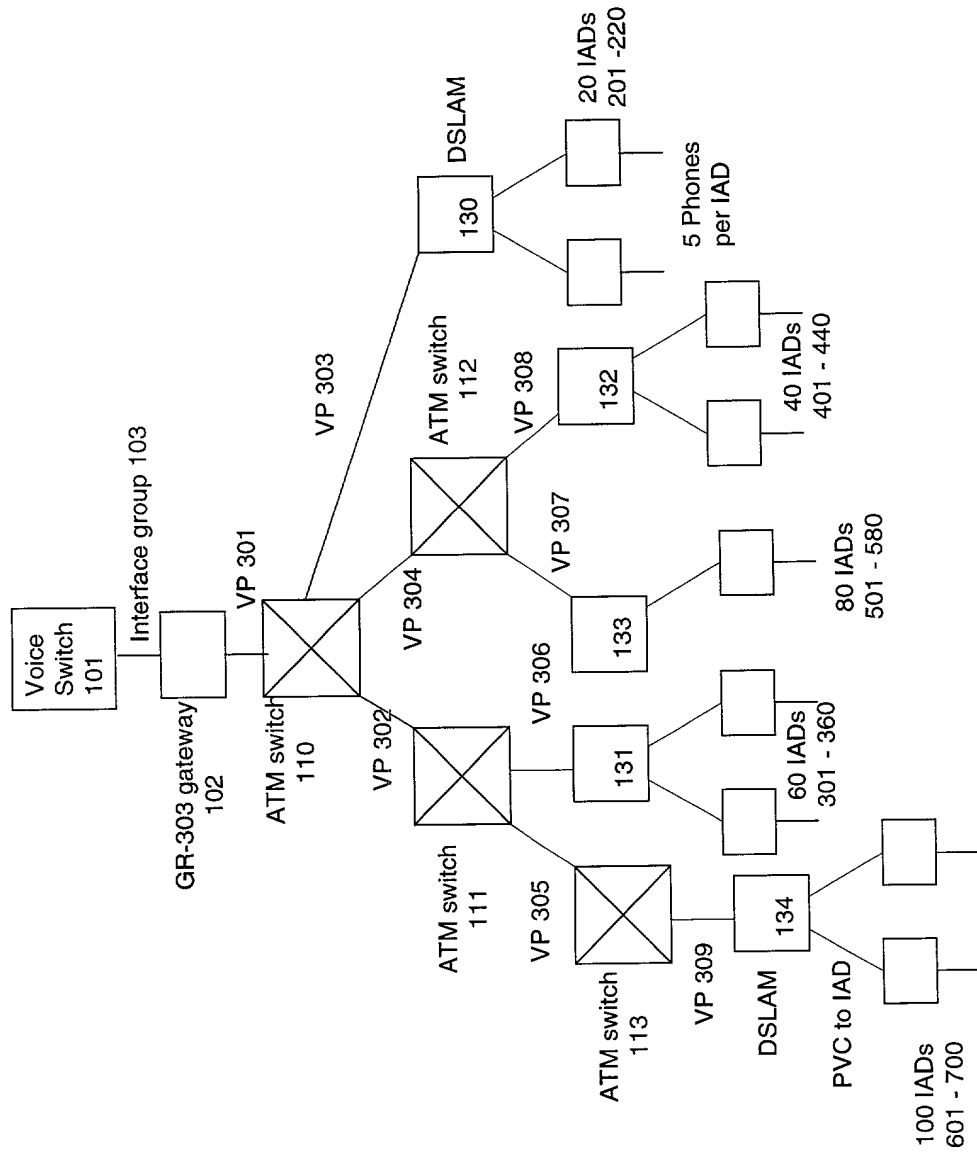 Voice
Switch
101
Interface group 103
GR-303 gateway
102
VP 301
ATM switch
110
VP 303
VP 302
VP 304
ATM switch
111
ATM switch
112
DSLAM
130
VP 305
VP 306
VP 307
VP 308
ATM switch
113
131
133
132
20 IADs
201 -220
5 Phones
per IAD
VP 309
DSLAM
134
60 IADs
301 - 360
80 IADs
501 - 580
40 IADs
401 - 440
PVC to IAD
100 IADs
601 - 700